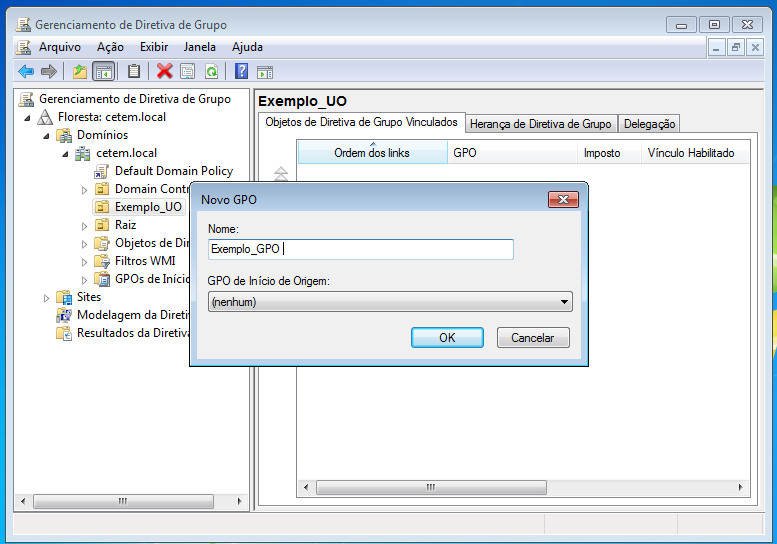 Gerenciamento de Diretiva de Grupo
Arquivo Ação Exibir Janela Ajuda
Gerenciamento de Diretiva de Grupo
Floresta: cetem.local
Domínios
cetem.local
Default Domain Policy
Domain Contr
Exemplo_UO
Raiz
Objetos de Dir
Filtros WMI
GPOs de Iníci
Sites
Modelagem da Direti
Resultados da Diretiva
Exemplo_UO
Objetos de Diretiva de Grupo Vinculados Herança de Diretiva de Grupo Delegação
Ordem dos links GPO Imposto Vínculo Habilitado
Novo GPO
Nome:
Exemplo_GPO
GPO de Início de Origem:
(nenhum)
OK Cancelar